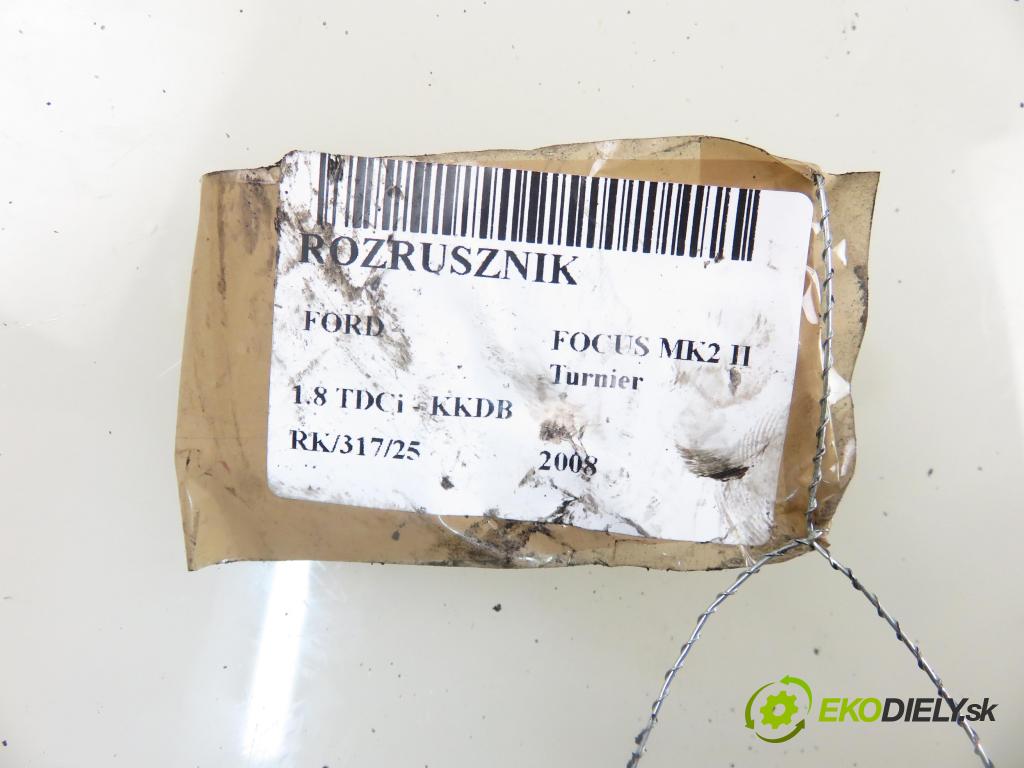 ROZRUSZNIK
FORD
FOCUS MK2 II
Turnier
1.8 TDCi - KKDB
RK/317/25
2008
EKODIELY.sk